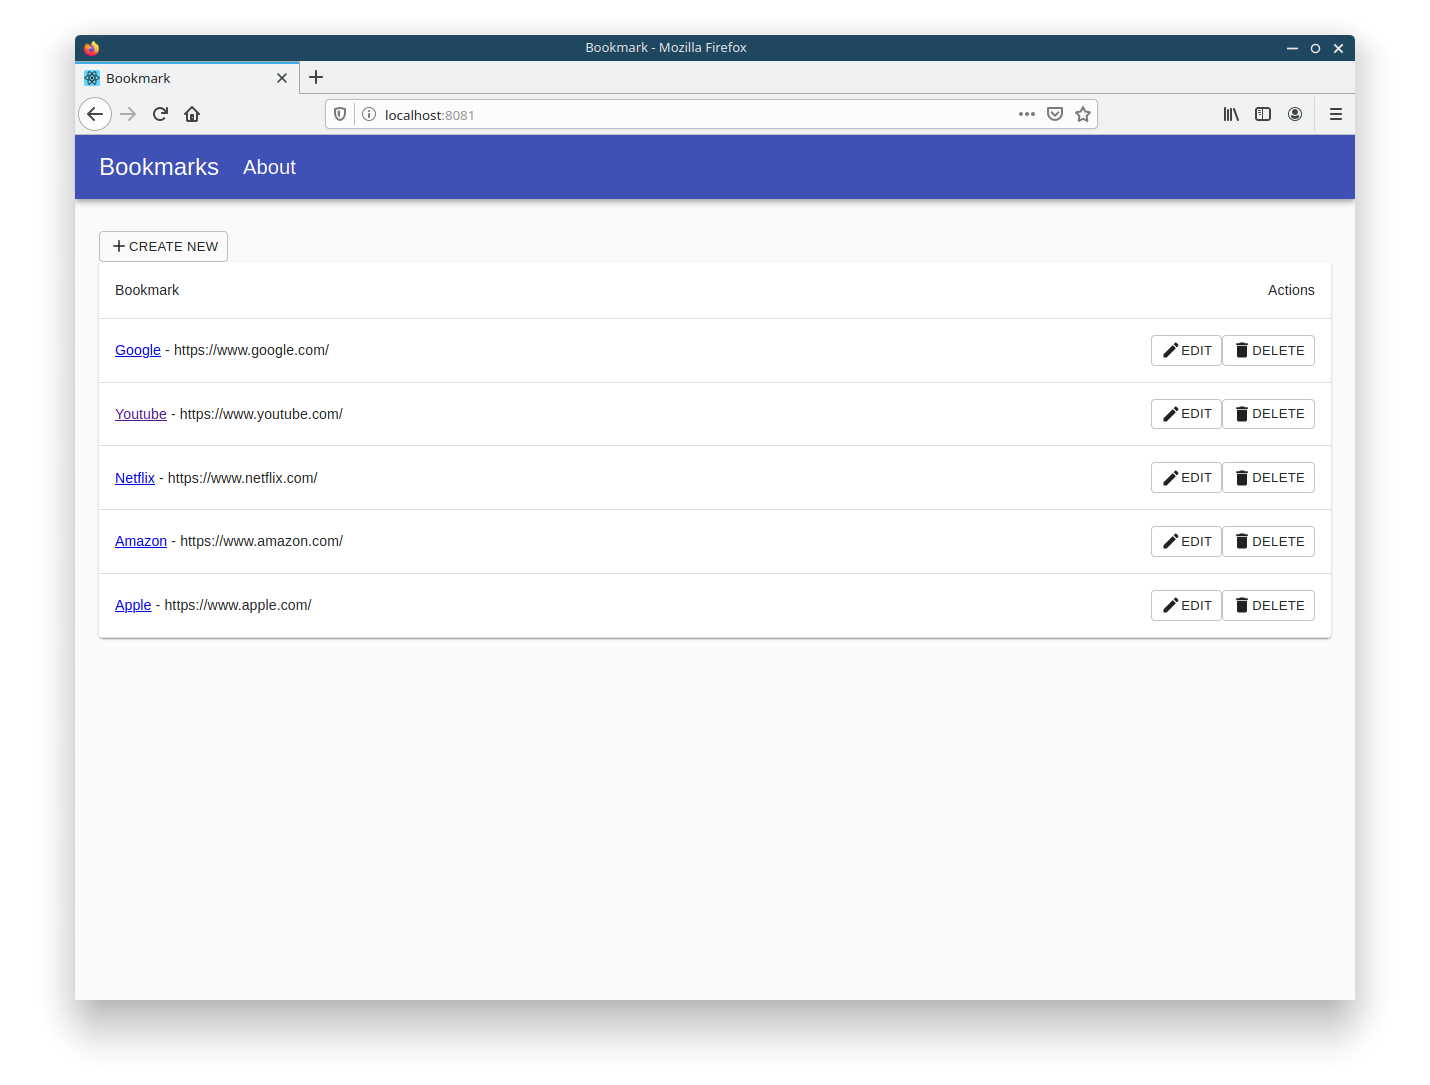 Bookmark - Mozilla Firefox
Bookmark
localhost:8081
Bookmarks About
CREATE NEW
Bookmark Actions
Google - https://www.google.com/ EDIT DELETE
Youtube - https://www.youtube.com/ EDIT DELETE
Netflix - https://www.netflix.com/ EDIT DELETE
Amazon - https://www.amazon.com/ EDIT DELETE
Apple - https://www.apple.com/ EDIT DELETE